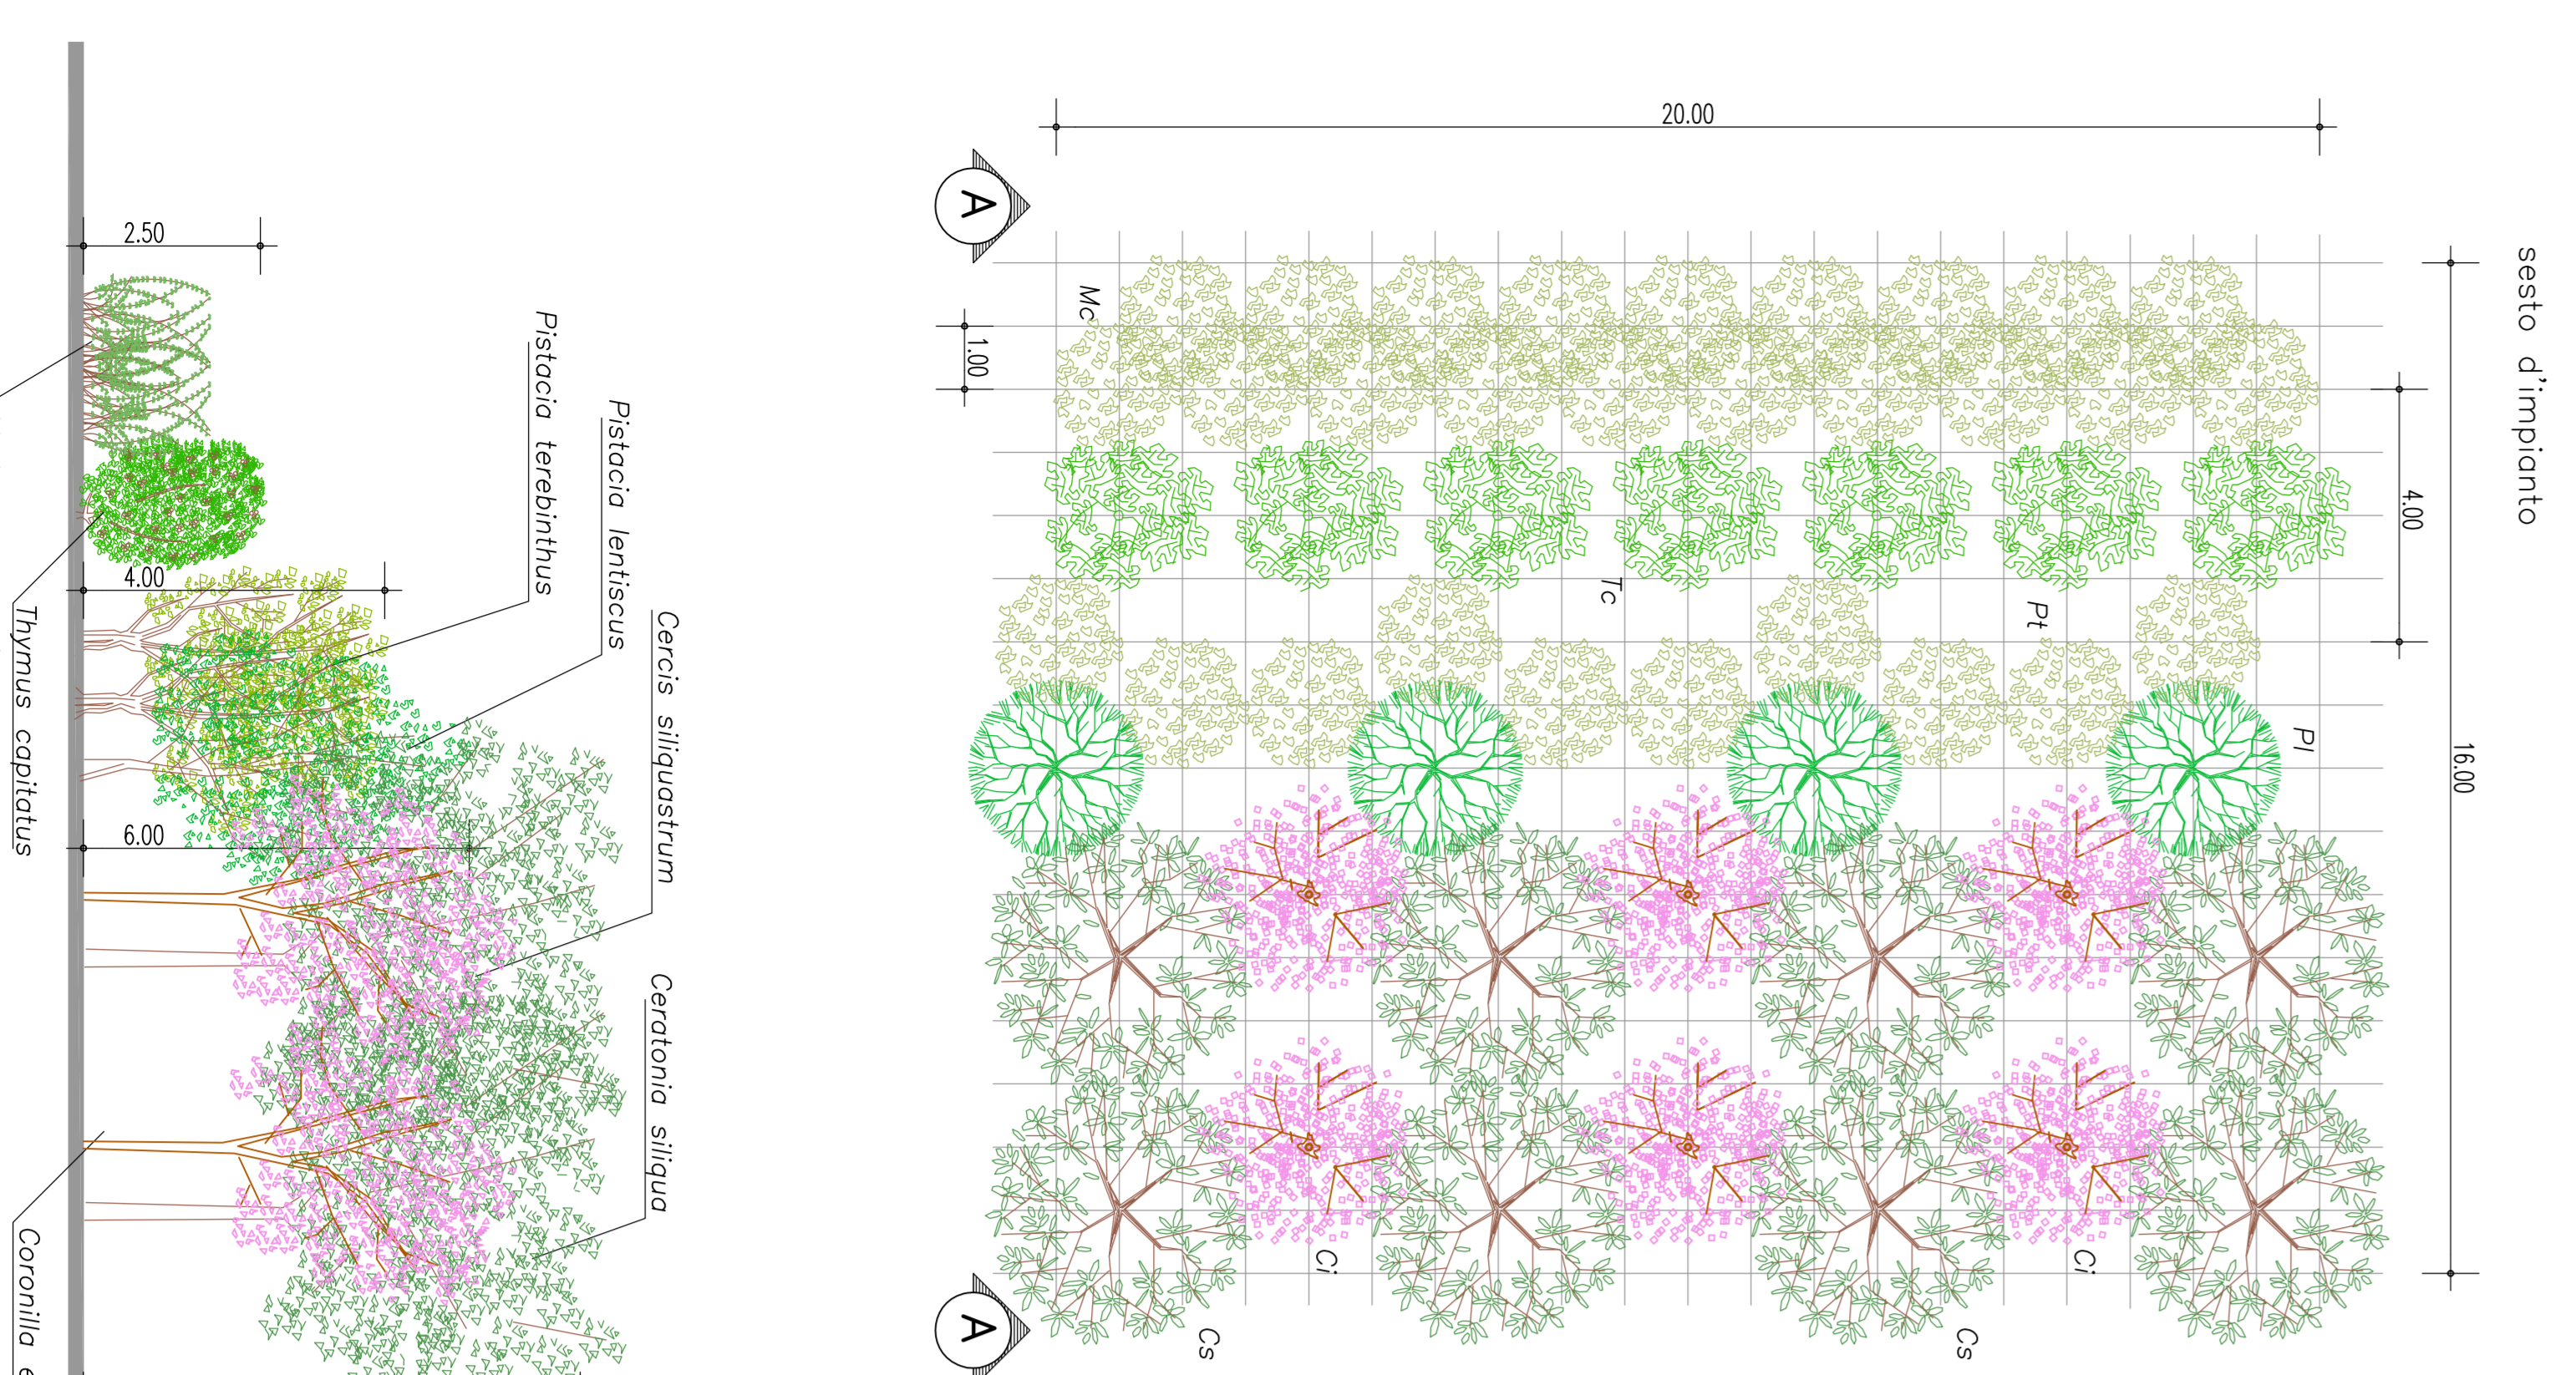 sesto d'impianto
16.00
4.00
20.00
1.00
A
A
Mc
Tc
Pt
Pl
Ci
Ci
Cs
Cs
Ceratonia siliqua
Cercis siliquastrum
Pistacia lentiscus
Pistacia terebinthus
2.50
4.00
6.00
Thymus capitatus
Coronilla e